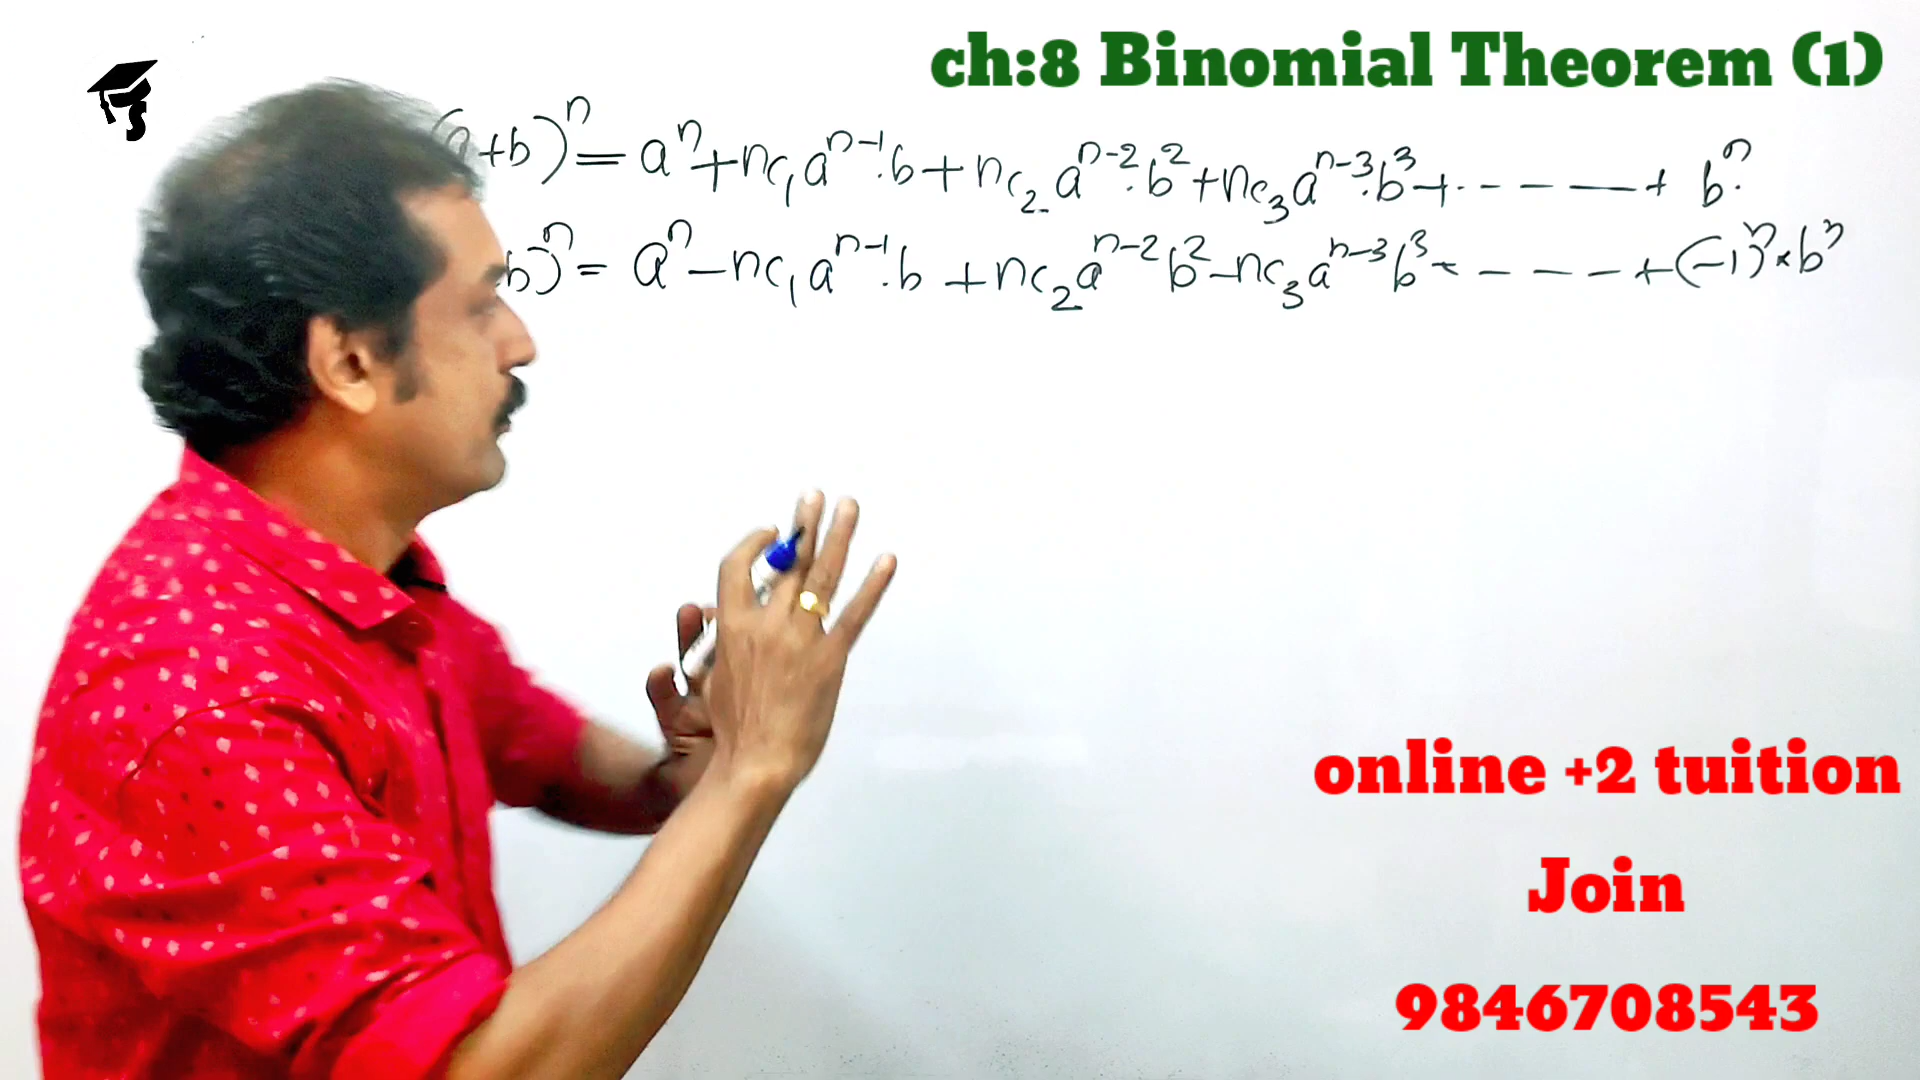 ch:8 Binomial Theorem (1)
a+b)ⁿ = aⁿ + nc₁ aⁿ⁻¹.b + nc₂ aⁿ⁻².b² + nc₃ aⁿ⁻³.b³ + - - - — + bⁿ.
b)ⁿ = aⁿ - nc₁ aⁿ⁻¹.b + nc₂ aⁿ⁻² b² - nc₃ aⁿ⁻³ b³ + - - - - + (-1)ⁿ × bⁿ
online +2 tuition
Join
9846708543